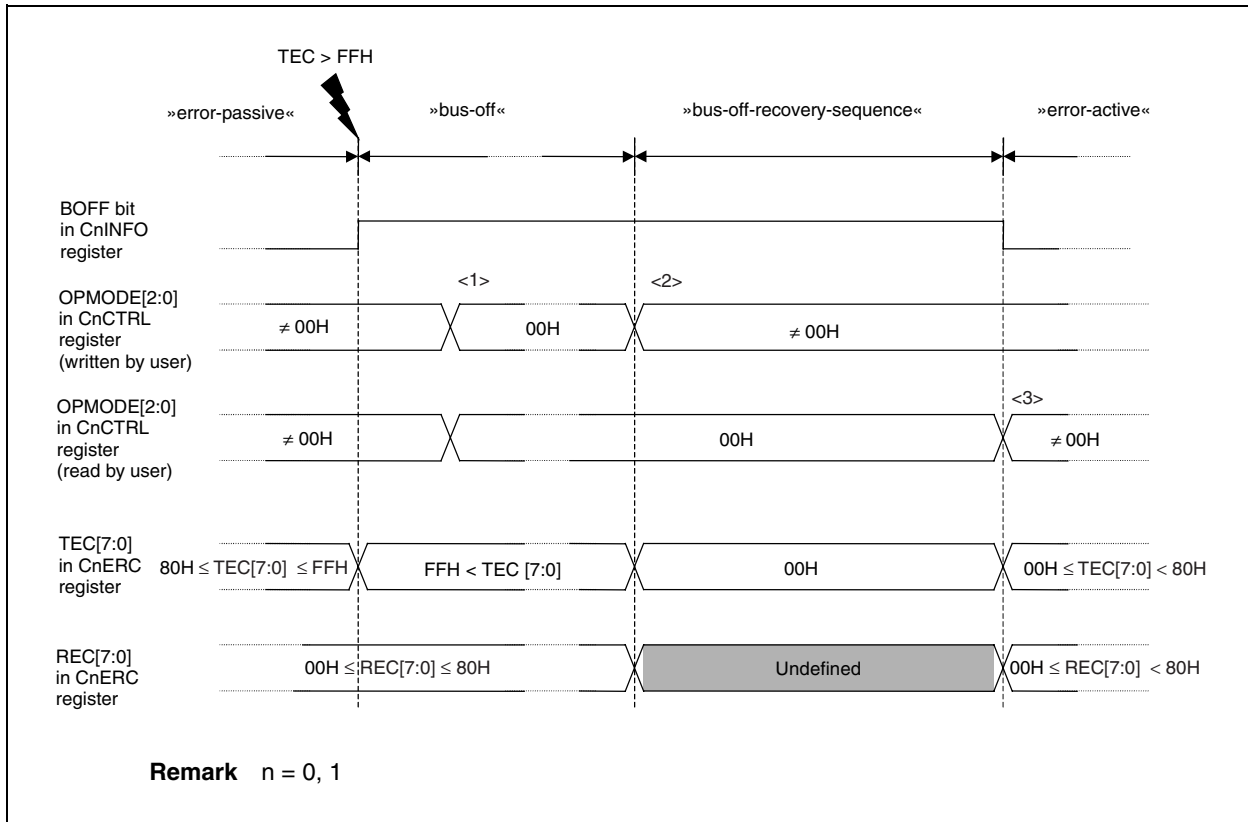 TEC > FFH
»error-passive«
»bus-off«
»bus-off-recovery-sequence«
»error-active«
BOFF bit
in CnINFO
register
<1>
<2>
OPMODE[2:0]
in CnCTRL
register
(written by user)
≠ 00H
00H
≠ 00H
<3>
OPMODE[2:0]
in CnCTRL
register
(read by user)
≠ 00H
00H
≠ 00H
TEC[7:0]
in CnERC
register
80H ≤ TEC[7:0] ≤ FFH
FFH < TEC [7:0]
00H
00H ≤ TEC[7:0] < 80H
REC[7:0]
in CnERC
register
00H ≤ REC[7:0] ≤ 80H
Undefined
00H ≤ REC[7:0] < 80H
Remark n = 0, 1